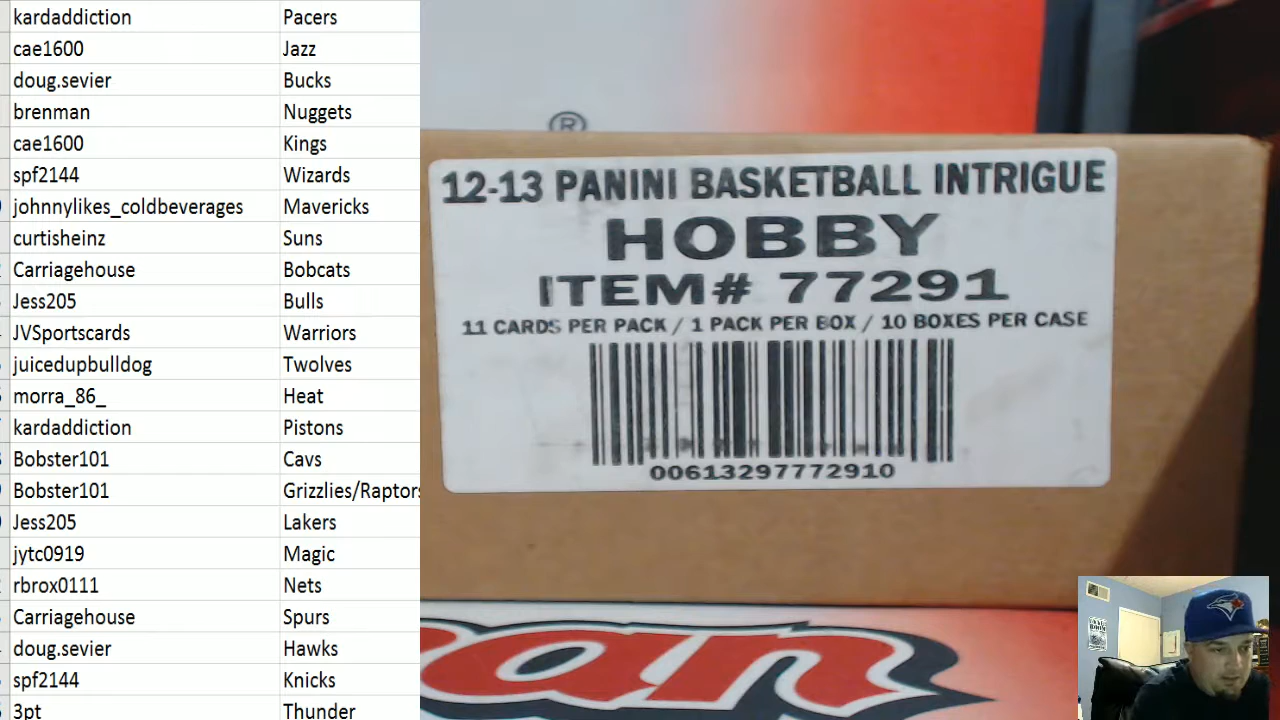 kardaddiction Pacers
cae1600 Jazz
doug.sevier Bucks
brenman Nuggets
cae1600 Kings
spf2144 Wizards
johnnylikes_coldbeverages Mavericks
curtisheinz Suns
Carriagehouse Bobcats
Jess205 Bulls
JVSportscards Warriors
juicedupbulldog Twolves
morra_86_ Heat
kardaddiction Pistons
Bobster101 Cavs
Bobster101 Grizzlies/Raptors
Jess205 Lakers
jytc0919 Magic
rbrox0111 Nets
Carriagehouse Spurs
doug.sevier Hawks
spf2144 Knicks
3pt Thunder
®
12-13 PANINI BASKETBALL INTRIGUE
HOBBY
ITEM# 77291
11 CARDS PER PACK / 1 PACK PER BOX / 10 BOXES PER CASE
00613297772910